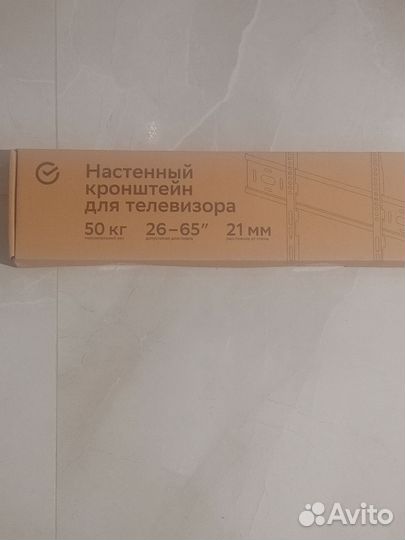 Настенный
кронштейн
для телевизора
50 кг 26–65” 21 мм
Avito